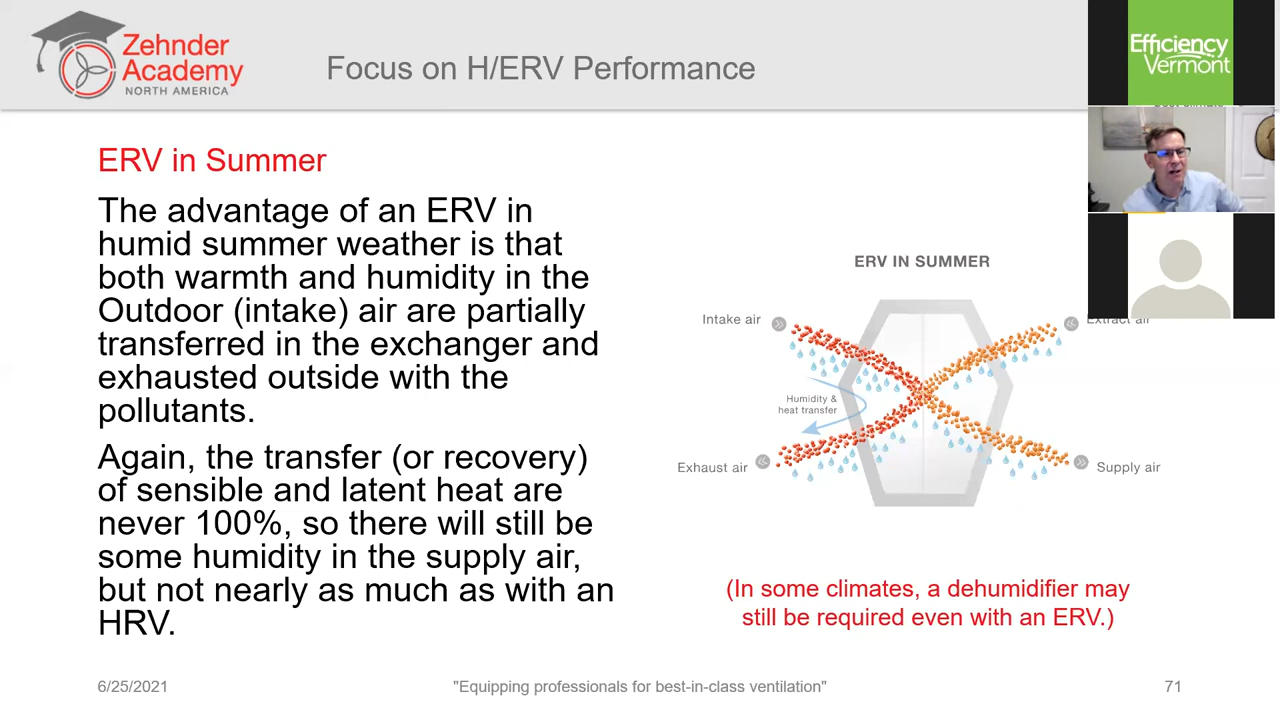 Zehnder
Academy
NORTH AMERICA
Focus on H/ERV Performance
Efficiency
Vermont
ERV in Summer
The advantage of an ERV in
humid summer weather is that
both warmth and humidity in the
Outdoor (intake) air are partially
transferred in the exchanger and
exhausted outside with the
pollutants.
Again, the transfer (or recovery)
of sensible and latent heat are
never 100%, so there will still be
some humidity in the supply air,
but not nearly as much as with an
HRV.
ERV IN SUMMER
Intake air
Extract air
Humidity &
heat transfer
Exhaust air
Supply air
(In some climates, a dehumidifier may
still be required even with an ERV.)
6/25/2021
"Equipping professionals for best-in-class ventilation"
71